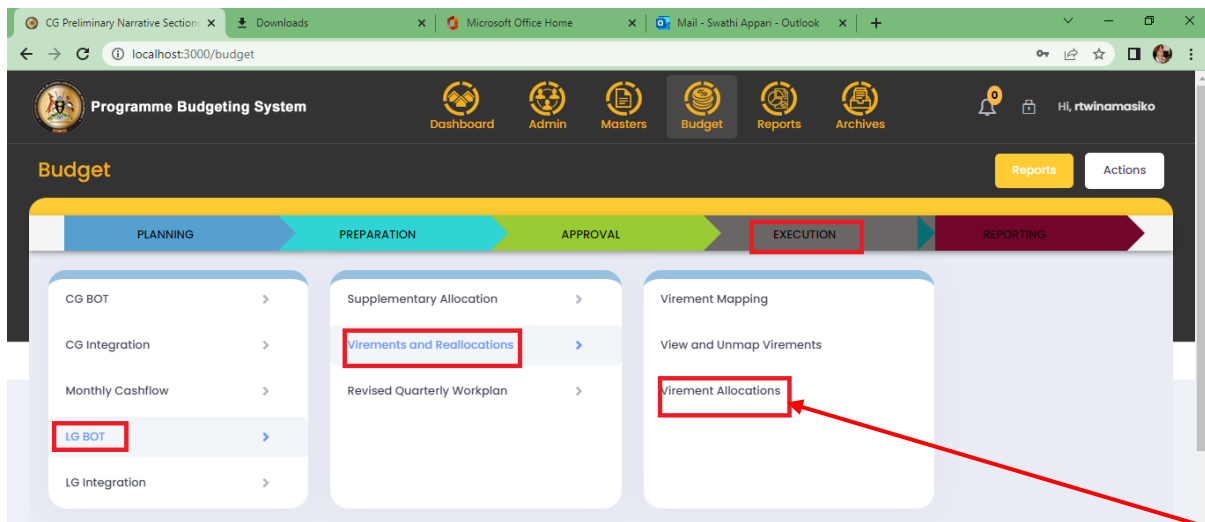 CG Preliminary Narrative Section
Downloads
Microsoft Office Home
Mail - Swathi Appari - Outlook
localhost:3000/budget
Programme Budgeting System
Dashboard
Admin
Masters
Budget
Reports
Archives
0
Hi, rtwinamasiko
Budget
Reports
Actions
PLANNING
PREPARATION
APPROVAL
EXECUTION
REPORTING
CG BOT
CG Integration
Monthly Cashflow
LG BOT
LG Integration
Supplementary Allocation
Virements and Reallocations
Revised Quarterly Workplan
Virement Mapping
View and Unmap Virements
Virement Allocations